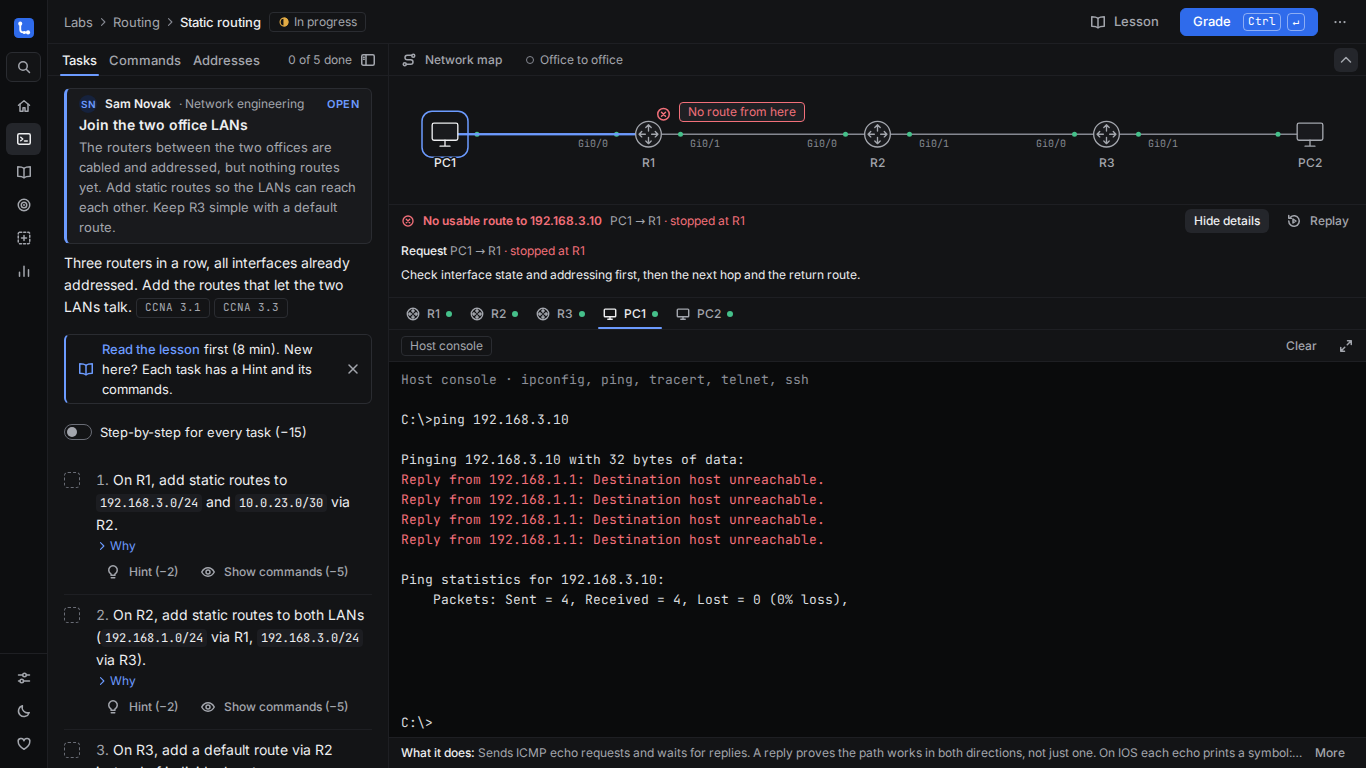 Labs > Routing > Static routing In progress
Lesson
Grade Ctrl ↵
Tasks Commands Addresses 0 of 5 done
Network map Office to office
SN Sam Novak · Network engineering OPEN
Join the two office LANs
The routers between the two offices are
cabled and addressed, but nothing routes
yet. Add static routes so the LANs can reach
each other. Keep R3 simple with a default
route.
Three routers in a row, all interfaces already
addressed. Add the routes that let the two
LANs talk. CCNA 3.1 CCNA 3.3
Read the lesson first (8 min). New
here? Each task has a Hint and its
commands.
Step-by-step for every task (−15)
1. On R1, add static routes to
192.168.3.0/24 and 10.0.23.0/30 via
R2.
> Why
Hint (−2) Show commands (−5)
2. On R2, add static routes to both LANs
( 192.168.1.0/24 via R1, 192.168.3.0/24
via R3).
> Why
Hint (−2) Show commands (−5)
3. On R3, add a default route via R2
No route from here
Gi0/0 Gi0/1 Gi0/0 Gi0/1 Gi0/0 Gi0/1
PC1 R1 R2 R3 PC2
No usable route to 192.168.3.10 PC1 → R1 · stopped at R1
Hide details Replay
Request PC1 → R1 · stopped at R1
Check interface state and addressing first, then the next hop and the return route.
R1 R2 R3 PC1 PC2
Host console Clear
Host console · ipconfig, ping, tracert, telnet, ssh
C:\>ping 192.168.3.10
Pinging 192.168.3.10 with 32 bytes of data:
Reply from 192.168.1.1: Destination host unreachable.
Reply from 192.168.1.1: Destination host unreachable.
Reply from 192.168.1.1: Destination host unreachable.
Reply from 192.168.1.1: Destination host unreachable.
Ping statistics for 192.168.3.10:
Packets: Sent = 4, Received = 4, Lost = 0 (0% loss),
C:\>
What it does: Sends ICMP echo requests and waits for replies. A reply proves the path works in both directions, not just one. On IOS each echo prints a symbol:... More